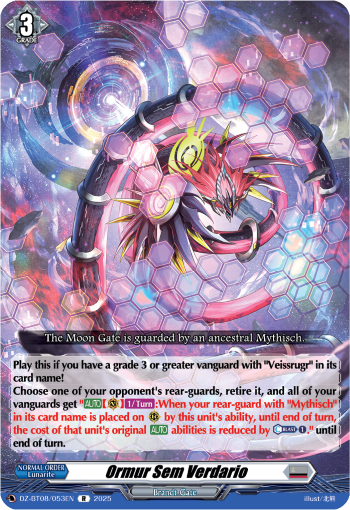 3
GRADE
The Moon Gate is guarded by an ancestral Mythisch.
Play this if you have a grade 3 or greater vanguard with "Veissrugr" in its
card name!
Choose one of your opponent's rear-guards, retire it, and all of your
vanguards get "AUTO【】1/Turn:When your rear-guard with "Mythisch"
in its card name is placed on by this unit's ability, until end of turn,
the cost of that unit's original AUTO abilities is reduced by C BLAST 1." until
end of turn.
NORMAL ORDER
Lunarite
Ormur Sem Verdario
Brandt Gate
DZ-BT08/053EN R 2025
illust/北熊